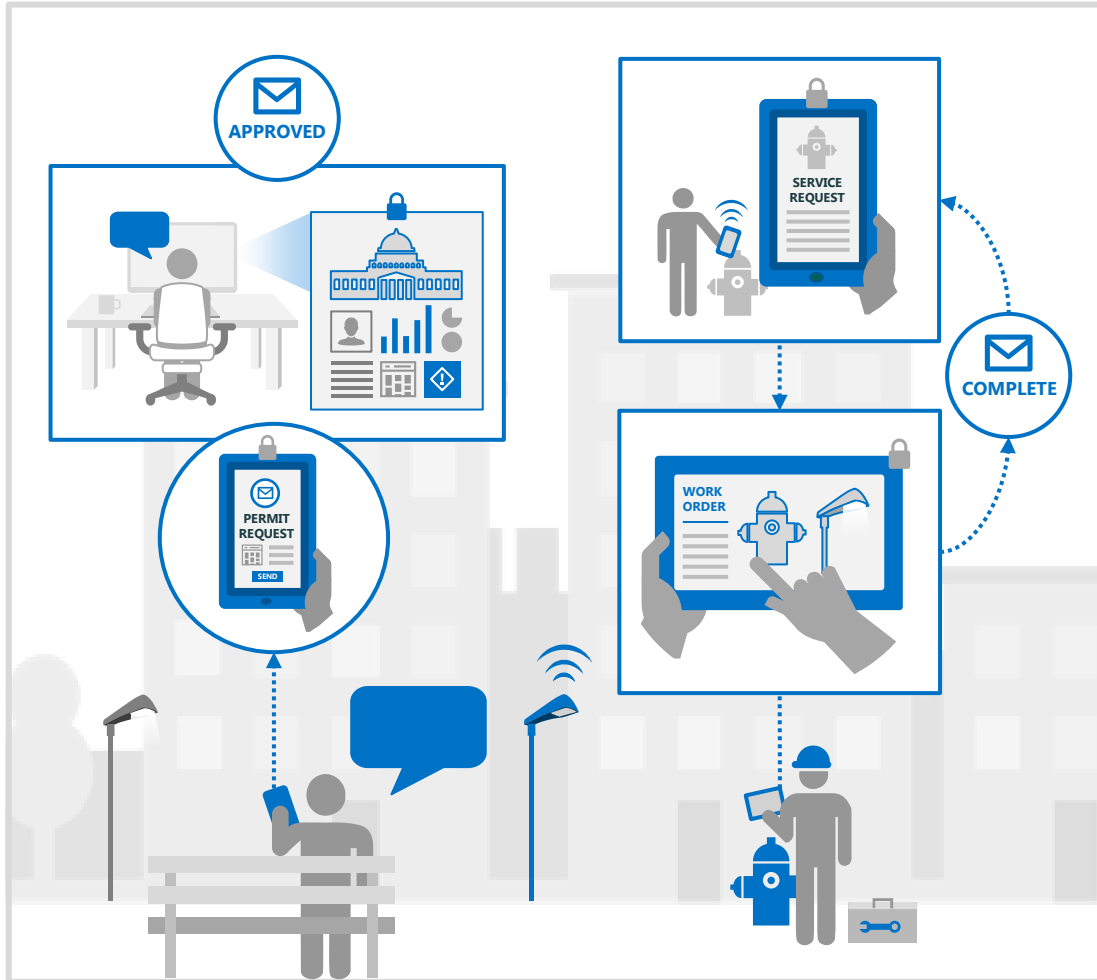 APPROVED
PERMIT
REQUEST
SEND
SERVICE
REQUEST
COMPLETE
WORK
ORDER